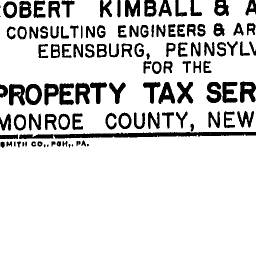 OBERT KIMBALL & A
CONSULTING ENGINEERS & AR
EBENSBURG, PENNSYLV
FOR THE
PROPERTY TAX SER
MONROE COUNTY, NEW
SMITH CO., PGH., PA.